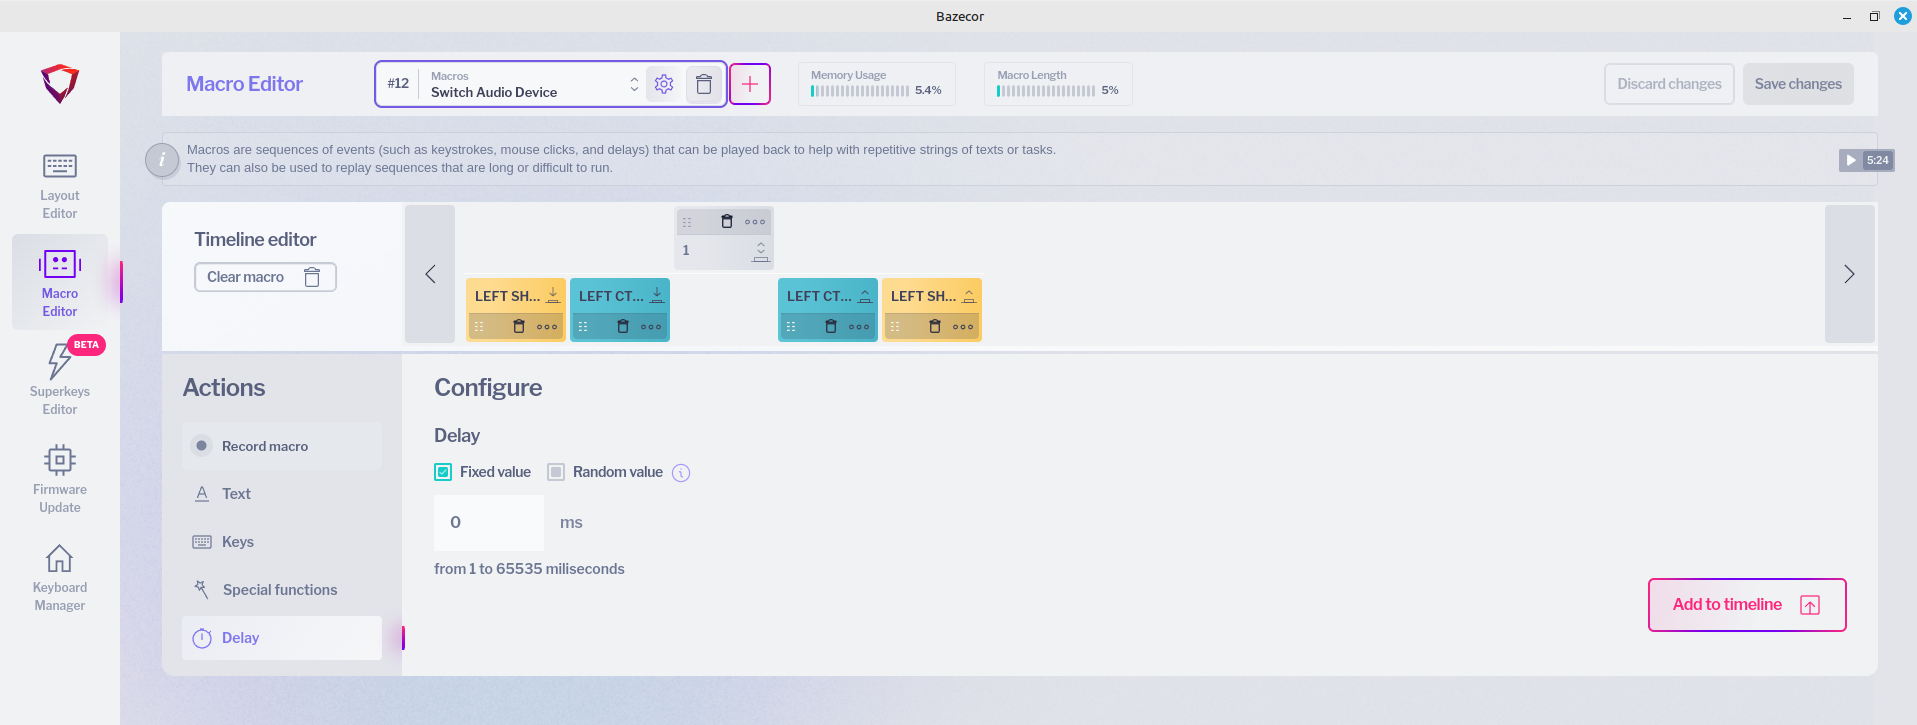 Bazecor
Macro Editor
#12
Macros
Switch Audio Device
Memory Usage
5.4%
Macro Length
5%
Discard changes
Save changes
i
Macros are sequences of events (such as keystrokes, mouse clicks, and delays) that can be played back to help with repetitive strings of texts or tasks.
They can also be used to replay sequences that are long or difficult to run.
5:24
Layout
Editor
Macro
Editor
BETA
Superkeys
Editor
Firmware
Update
Keyboard
Manager
Timeline editor
Clear macro
1
LEFT SH...
LEFT CT...
LEFT CT...
LEFT SH...
Actions
Record macro
Text
Keys
Special functions
Delay
Configure
Delay
Fixed value
Random value
0
ms
from 1 to 65535 miliseconds
Add to timeline